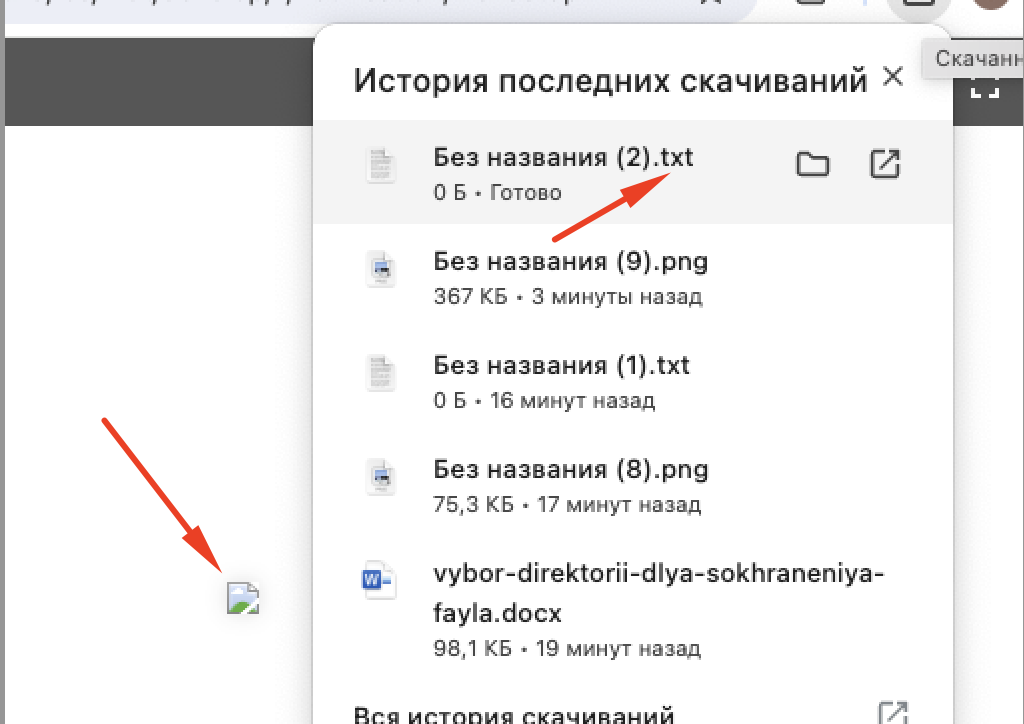 История последних скачиваний
Скачанн
Без названия (2).txt
0 Б • Готово
Без названия (9).png
367 КБ • 3 минуты назад
Без названия (1).txt
0 Б • 16 минут назад
Без названия (8).png
75,3 КБ • 17 минут назад
W
vybor-direktorii-dlya-sokhraneniya-
fayla.docx
98,1 КБ • 19 минут назад
Вся история скачиваний